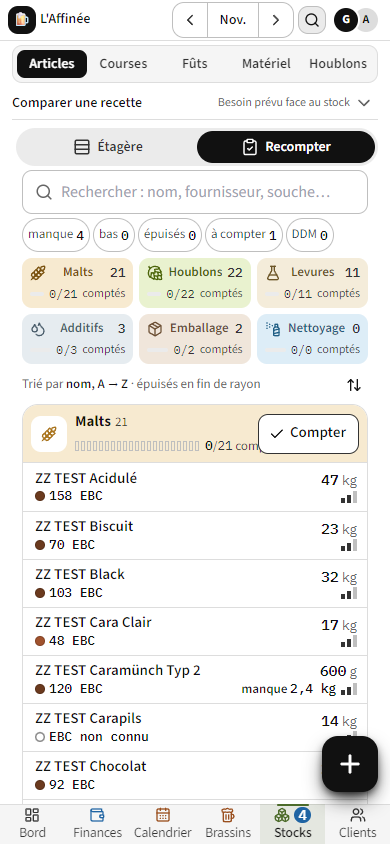 L'Affinée
Nov.
G A
Articles Courses Fûts Matériel Houblons
Comparer une recette Besoin prévu face au stock
Étagère Recompter
Rechercher : nom, fournisseur, souche…
manque 4 bas 0 épuisés 0 à compter 1 DDM 0
Malts 21 Houblons 22 Levures 11
0/21 comptés 0/22 comptés 0/11 comptés
Additifs 3 Emballage 2 Nettoyage 0
0/3 comptés 0/2 comptés 0/0 comptés
Trié par nom, A → Z · épuisés en fin de rayon
Malts 21
0/21 com
Compter
ZZ TEST Acidulé 47 kg
158 EBC
ZZ TEST Biscuit 23 kg
70 EBC
ZZ TEST Black 32 kg
103 EBC
ZZ TEST Cara Clair 17 kg
48 EBC
ZZ TEST Caramünch Typ 2 600 g
120 EBC manque 2,4 kg
ZZ TEST Carapils 14 kg
EBC non connu
ZZ TEST Chocolat
92 EBC
Bord Finances Calendrier Brassins Stocks 4 Clients